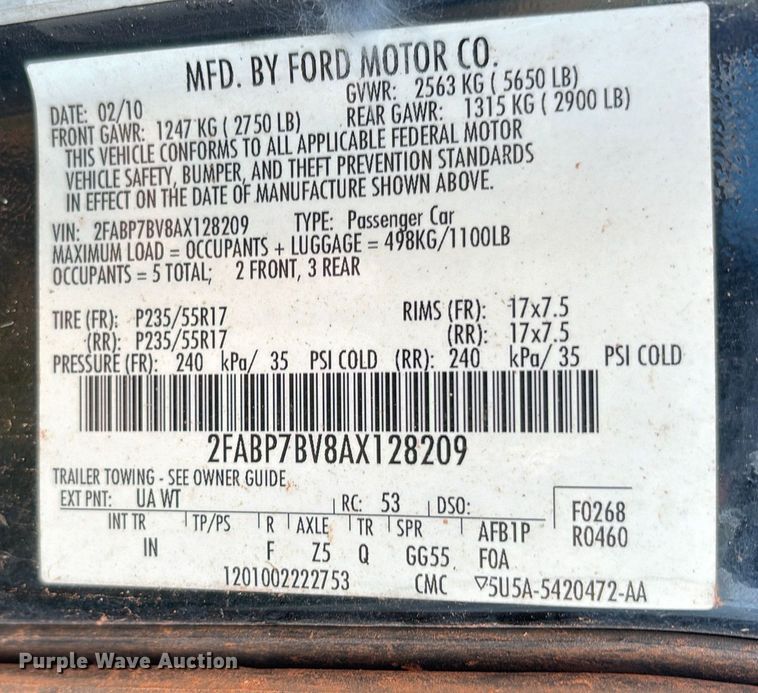 MFD. BY FORD MOTOR CO.
DATE: 02/10 GVWR: 2563 KG ( 5650 LB)
FRONT GAWR: 1247 KG ( 2750 LB) REAR GAWR: 1315 KG ( 2900 LB)
THIS VEHICLE CONFORMS TO ALL APPLICABLE FEDERAL MOTOR
VEHICLE SAFETY, BUMPER, AND THEFT PREVENTION STANDARDS
IN EFFECT ON THE DATE OF MANUFACTURE SHOWN ABOVE.
VIN: 2FABP7BV8AX128209 TYPE: Passenger Car
MAXIMUM LOAD = OCCUPANTS + LUGGAGE = 498KG/1100LB
OCCUPANTS = 5 TOTAL; 2 FRONT, 3 REAR
TIRE (FR): P235/55R17 RIMS (FR): 17x7.5
(RR): P235/55R17 (RR): 17x7.5
PRESSURE (FR): 240 kPa/ 35 PSI COLD (RR): 240 kPa/ 35 PSI COLD
2FABP7BV8AX128209
TRAILER TOWING - SEE OWNER GUIDE
EXT PNT: UA WT RC: 53 DSO: F0268
INT TR TP/PS R AXLE TR SPR AFB1P R0460
IN F Z5 Q GG55 FOA
1201002222753 CMC ▽5U5A-5420472-AA
Purple Wave Auction